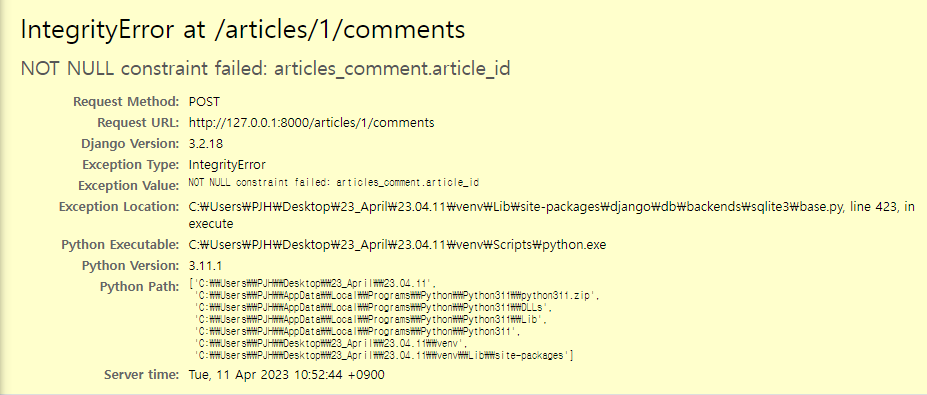 IntegrityError at /articles/1/comments
NOT NULL constraint failed: articles_comment.article_id
Request Method: POST
Request URL: http://127.0.0.1:8000/articles/1/comments
Django Version: 3.2.18
Exception Type: IntegrityError
Exception Value: NOT NULL constraint failed: articles_comment.article_id
Exception Location: C:₩Users₩PJH₩Desktop₩23_April₩23.04.11₩venv₩Lib₩site-packages₩django₩db₩backends₩sqlite3₩base.py, line 423, in
execute
Python Executable: C:₩Users₩PJH₩Desktop₩23_April₩23.04.11₩venv₩Scripts₩python.exe
Python Version: 3.11.1
Python Path: ['C:₩₩Users₩₩PJH₩₩Desktop₩₩23_April₩₩23.04.11',
'C:₩₩Users₩₩PJH₩₩AppData₩₩Local₩₩Programs₩₩Python₩₩Python311₩₩python311.zip',
'C:₩₩Users₩₩PJH₩₩AppData₩₩Local₩₩Programs₩₩Python₩₩Python311₩₩DLLs',
'C:₩₩Users₩₩PJH₩₩AppData₩₩Local₩₩Programs₩₩Python₩₩Python311₩₩Lib',
'C:₩₩Users₩₩PJH₩₩AppData₩₩Local₩₩Programs₩₩Python₩₩Python311',
'C:₩₩Users₩₩PJH₩₩Desktop₩₩23_April₩₩23.04.11₩₩venv',
'C:₩₩Users₩₩PJH₩₩Desktop₩₩23_April₩₩23.04.11₩₩venv₩₩Lib₩₩site-packages']
Server time: Tue, 11 Apr 2023 10:52:44 +0900